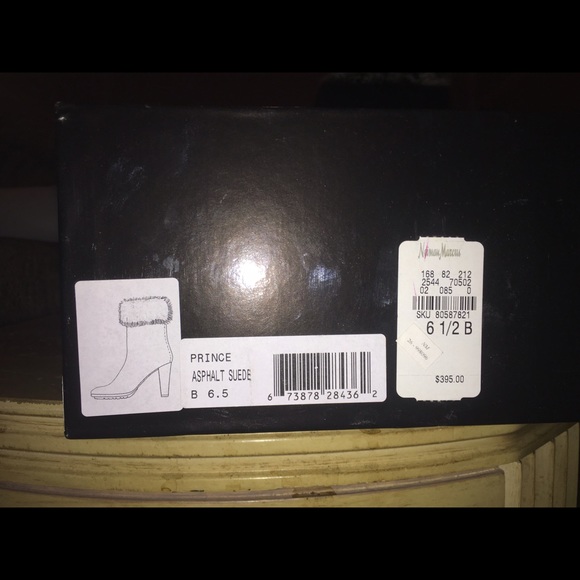 PRINCE
ASPHALT SUEDE
B 6.5
6 73878 28436 2
Neiman Marcus
168 82 212
2544 70502
02 085 0
SKU 80587821
6 1/2 B
$395.00